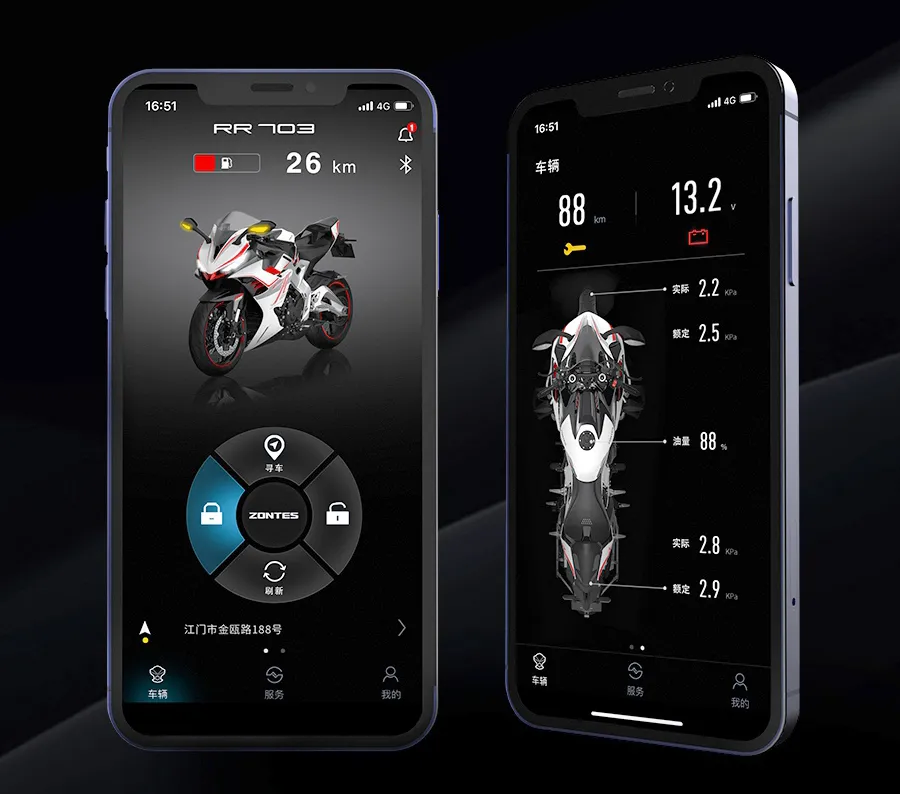 16:51
4G
RR 703
1
26 km
寻车
ZONTES
刷新
江门市金瓯路188号
车辆
服务
我的
16:51
4G
车辆
88 km
13.2 v
实际 2.2 KPa
额定 2.5 KPa
油量 88 %
实际 2.8 KPa
额定 2.9 KPa
车辆
服务
我的